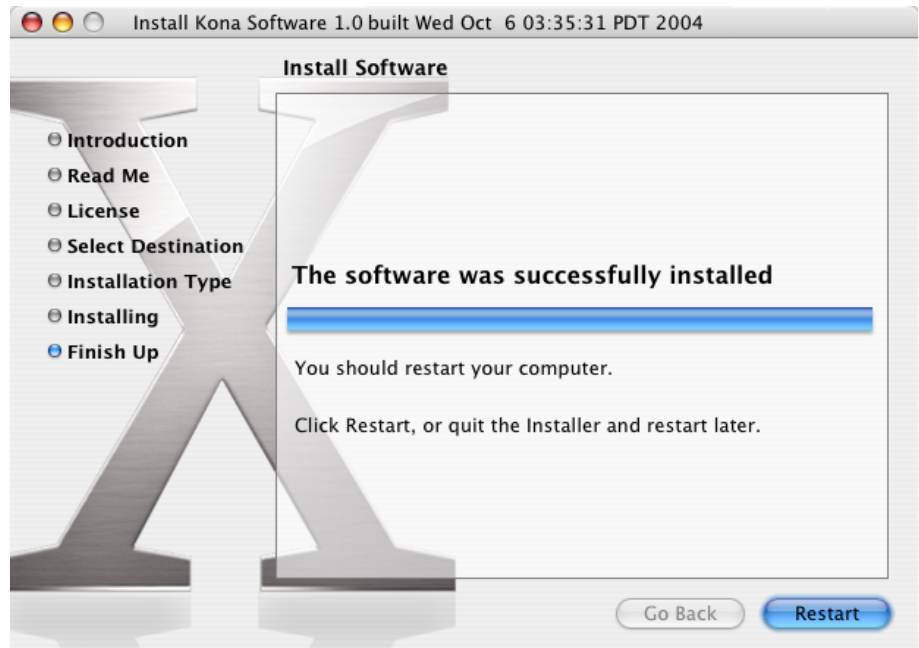 Install Kona Software 1.0 built Wed Oct  6 03:35:31 PDT 2004
Install Software
Introduction
Read Me
License
Select Destination
Installation Type
Installing
Finish Up
The software was successfully installed
You should restart your computer.
Click Restart, or quit the Installer and restart later.
Go Back
Restart